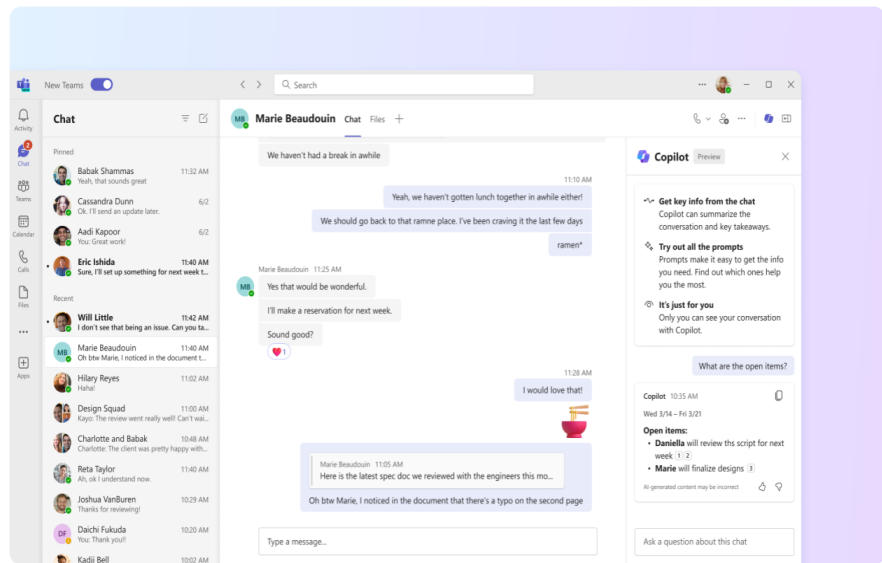 New Teams
Search
Activity
Chat
2
Teams
Calendar
Calls
Files
Apps
Chat
Pinned
Babak Shammas 11:32 AM
Yeah, that sounds great
Cassandra Dunn 6/2
Ok. I'll send an update later.
Aadi Kapoor 6/2
You: Great work!
Eric Ishida 11:40 AM
Sure, I'll set up something for next week t...
Recent
Will Little 11:42 AM
I don't see that being an issue. Can you ta...
MB
Marie Beaudouin 11:40 AM
Oh btw Marie, I noticed in the document t...
Hilary Reyes 11:02 AM
Haha!
Design Squad 11:00 AM
Kayo: The review went really well! Can't wai...
Charlotte and Babak 10:48 AM
Charlotte: The client was pretty happy with...
Reta Taylor 11:40 AM
Ah, ok I understand now.
Joshua VanBuren 10:29 AM
Thanks for reviewing!
DF
Daichi Fukuda 10:20 AM
You: Thank you!!
Kadji Bell 10:02 AM
MB
Marie Beaudouin Chat Files
We haven't had a break in awhile
11:10 AM
Yeah, we haven't gotten lunch together in awhile either!
We should go back to that ramne place. I've been craving it the last few days
ramen*
Marie Beaudouin 11:25 AM
MB
Yes that would be wonderful.
I'll make a reservation for next week.
Sound good?
1
11:28 AM
I would love that!
Marie Beaudouin 11:05 AM
Here is the latest spec doc we reviewed with the engineers this mo...
Oh btw Marie, I noticed in the document that there's a typo on the second page
Type a message...
Copilot Preview
Get key info from the chat
Copilot can summarize the
conversation and key takeaways.
Try out all the prompts
Prompts make it easy to get the info
you need. Find out which ones help
you the most.
It's just for you
Only you can see your conversation
with Copilot.
What are the open items?
Copilot 10:35 AM
Wed 3/14 – Fri 3/21
Open items:
• Daniella will review ths script for next
week 1 2
• Marie will finalize designs 3
AI-generated content may be incorrect
Ask a question about this chat